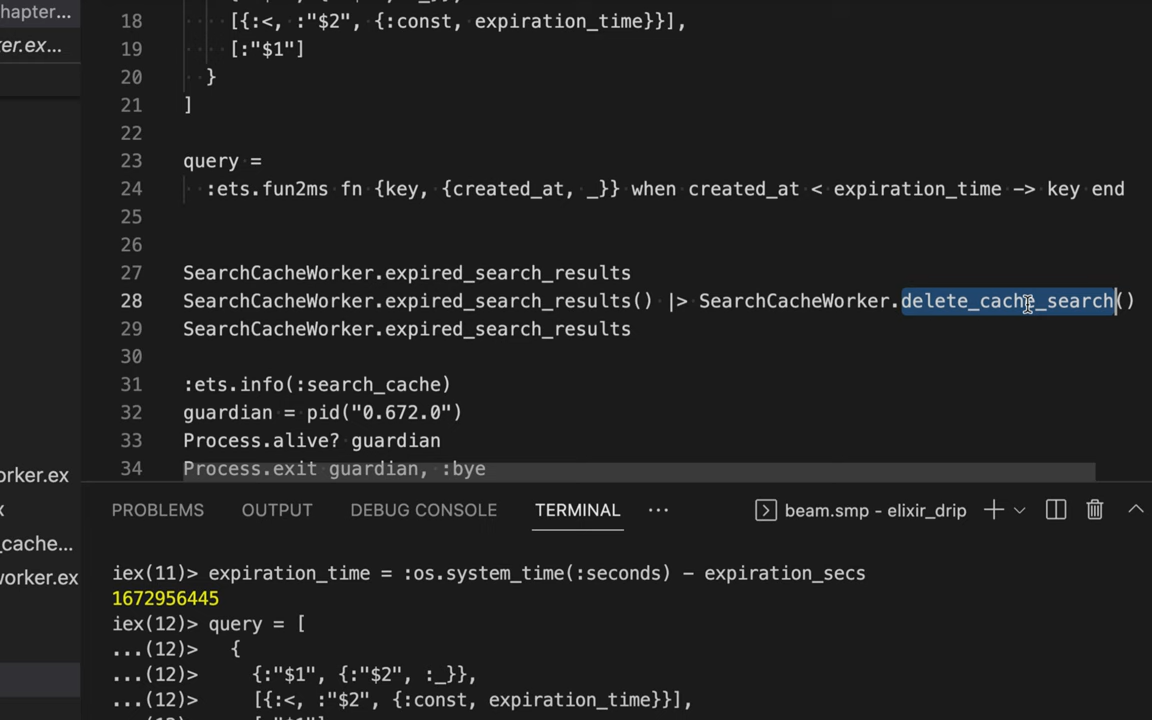 hapter...
er.ex...
orker.ex
x
_cache...
vorker.ex
18 [{:<, :"$2", {:const, expiration_time}}],
19 [:"$1"]
20 }
21 ]
22
23 query =
24 :ets.fun2ms fn {key, {created_at, _}} when created_at < expiration_time -> key end
25
26
27 SearchCacheWorker.expired_search_results
28 SearchCacheWorker.expired_search_results() |> SearchCacheWorker.delete_cache_search()
29 SearchCacheWorker.expired_search_results
30
31 :ets.info(:search_cache)
32 guardian = pid("0.672.0")
33 Process.alive? guardian
34 Process.exit guardian, :bye
PROBLEMS OUTPUT DEBUG CONSOLE TERMINAL ... beam.smp - elixir_drip
iex(11)> expiration_time = :os.system_time(:seconds) - expiration_secs
1672956445
iex(12)> query = [
...(12)> {
...(12)> {:"$1", {:"$2", :_}},
...(12)> [{:<, :"$2", {:const, expiration_time}}],